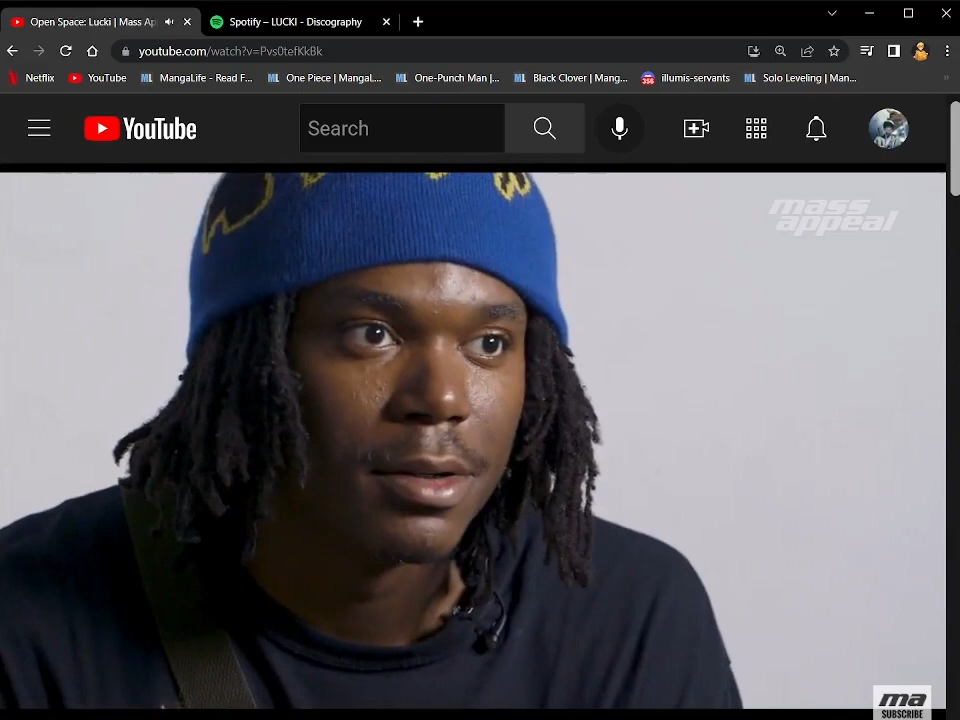 Open Space: Lucki | Mass Ap
Spotify – LUCKI - Discography
youtube.com/watch?v=Pvs0tefKkBk
Netflix
YouTube
MangaLife - Read F...
One Piece | MangaL...
One-Punch Man |...
Black Clover | Mang...
illumis-servants
Solo Leveling | Man...
YouTube
Search
mass
appeal
ma
SUBSCRIBE